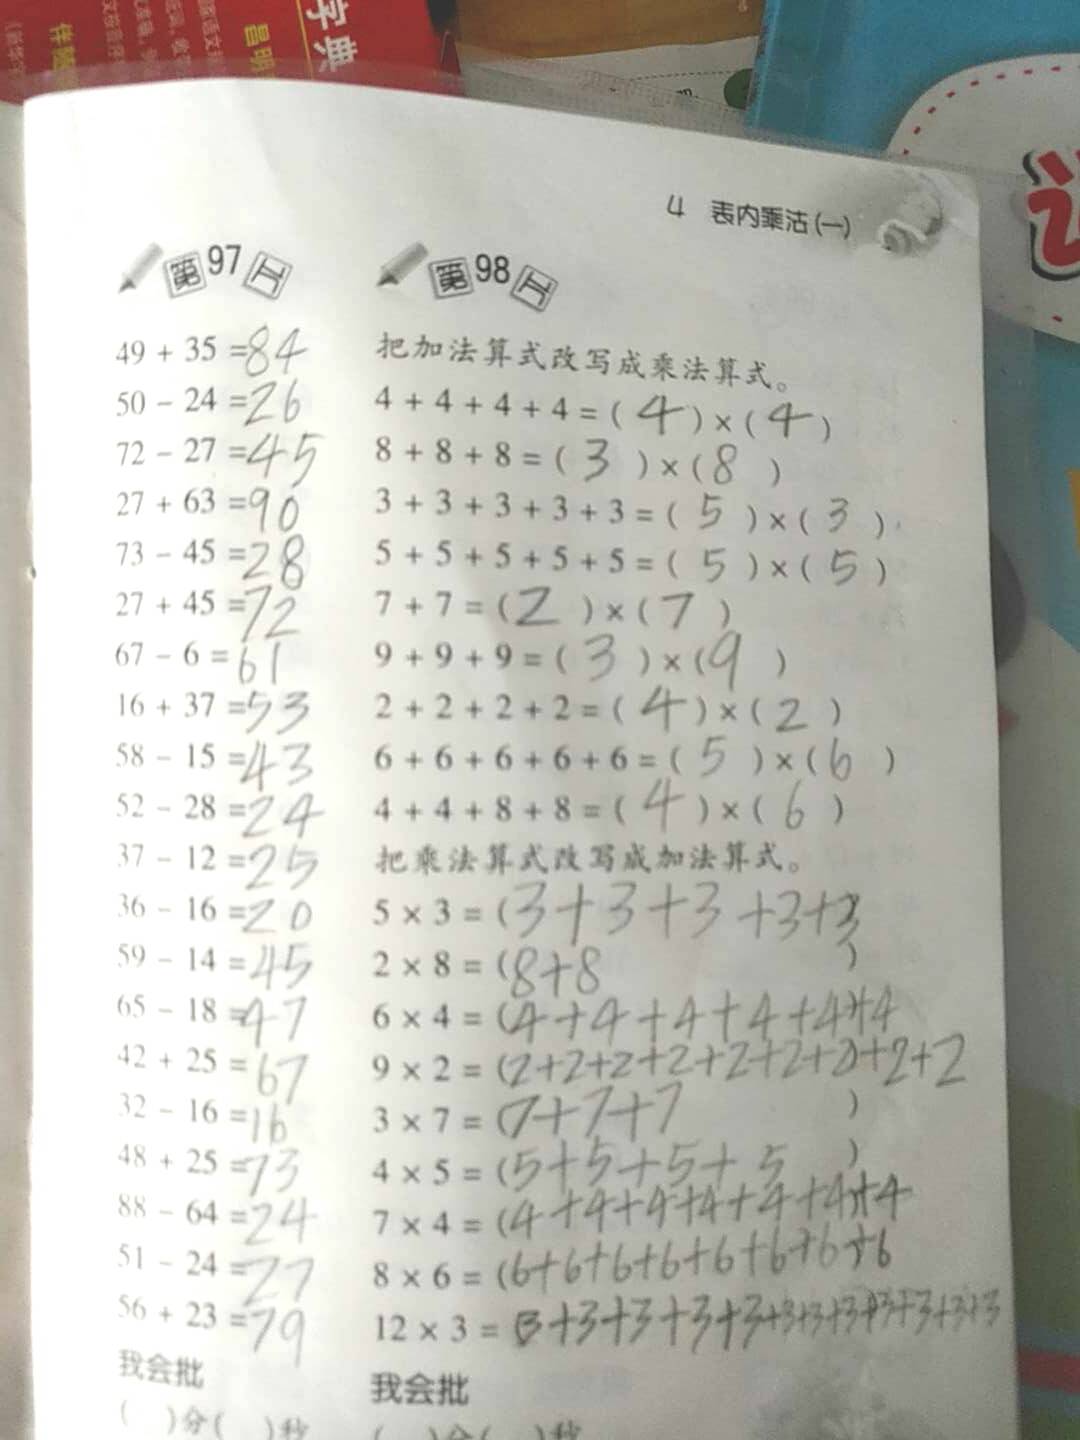 字典
昌明
伴随
4 表内乘法(一)
第97天
49 + 35 =84
50 − 24 =26
72 − 27 =45
27 + 63 =90
73 − 45 =28
27 + 45 =72
67 − 6 =61
16 + 37 =53
58 − 15 =43
52 − 28 =24
37 − 12 =25
36 − 16 =20
59 − 14 =45
65 − 18 =47
42 + 25 =67
32 − 16 =16
48 + 25 =73
88 − 64 =24
51 − 24 =27
56 + 23 =79
我会批
( )分( )秒
第98天
把加法算式改写成乘法算式。
4 + 4 + 4 + 4 = ( 4 ) × ( 4 )
8 + 8 + 8 = ( 3 ) × ( 8 )
3 + 3 + 3 + 3 + 3 = ( 5 ) × ( 3 )
5 + 5 + 5 + 5 + 5 = ( 5 ) × ( 5 )
7 + 7 = ( 2 ) × ( 7 )
9 + 9 + 9 = ( 3 ) × ( 9 )
2 + 2 + 2 + 2 = ( 4 ) × ( 2 )
6 + 6 + 6 + 6 + 6 = ( 5 ) × ( 6 )
4 + 4 + 8 + 8 = ( 4 ) × ( 6 )
把乘法算式改写成加法算式。
5 × 3 = (3+3+3+3+3)
2 × 8 = (8+8 )
6 × 4 = (4+4+4+4+4+4)
9 × 2 = (2+2+2+2+2+2+2+2+2)
3 × 7 = (7+7+7 )
4 × 5 = (5+5+5+5 )
7 × 4 = (4+4+4+4+4+4+4)
8 × 6 = (6+6+6+6+6+6+6+6)
12 × 3 = (3+3+3+3+3+3+3+3+3+3+3+3)
我会批
( )分( )秒